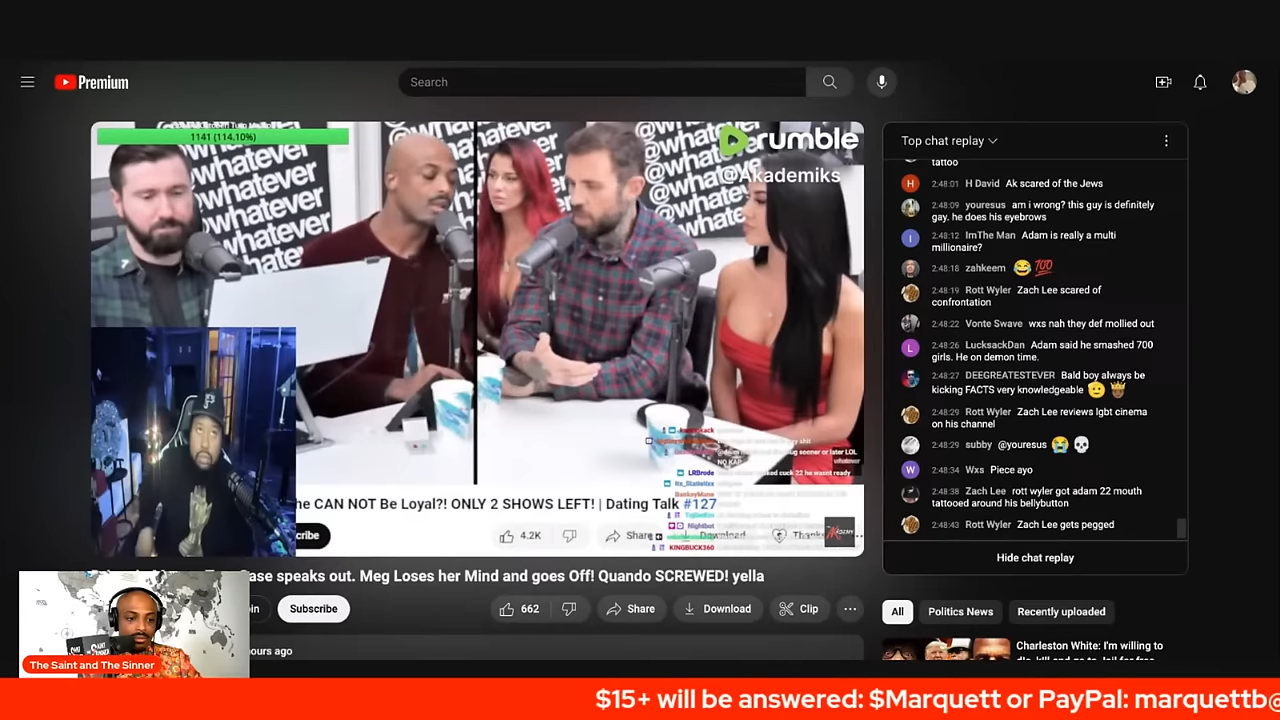 Premium
Search
1141 (114.10%)
@whatever
rumble
@Akademiks
he CAN NOT Be Loyal?! ONLY 2 SHOWS LEFT! | Dating Talk #127
4.2K
Share
Download
Thanks
LRBrode
Nightbot
KINGBUCK360
NO KAP
ase speaks out. Meg Loses her Mind and goes Off! Quando SCREWED! yella
Subscribe
662
Share
Download
Clip
ours ago
The Saint and The Sinner
Top chat replay
tattoo
2:48:01 H David Ak scared of the Jews
2:48:09 youresus am i wrong? this guy is definitely
gay. he does his eyebrows
2:48:12 ImThe Man Adam is really a multi
millionaire?
2:48:18 zahkeem 😂 💯
2:48:19 Rott Wyler Zach Lee scared of
confrontation
2:48:22 Vonte Swave wxs nah they def mollied out
2:48:26 LucksackDan Adam said he smashed 700
girls. He on demon time.
2:48:27 DEEGREATESTEVER Bald boy always be
kicking FACTS very knowledgeable
2:48:29 Rott Wyler Zach Lee reviews lgbt cinema
on his channel
2:48:29 subby @youresus 😭 💀
2:48:34 Wxs Piece ayo
2:48:38 Zach Lee rott wyler got adam 22 mouth
tattooed around his bellybutton
2:48:43 Rott Wyler Zach Lee gets pegged
Hide chat replay
All
Politics News
Recently uploaded
Charleston White: I'm willing to
$15+ will be answered: $Marquett or PayPal: marquettb@